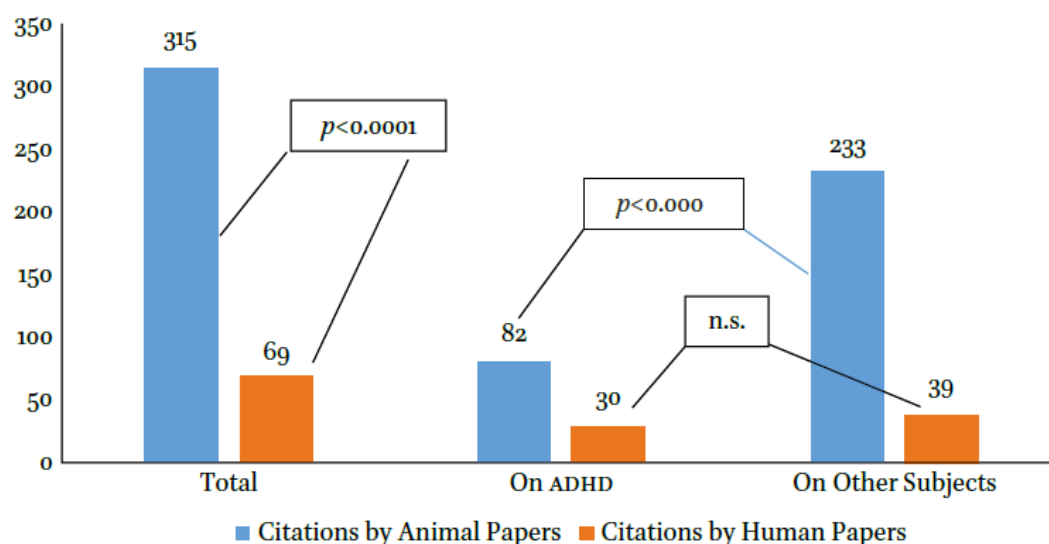 350
315
300
p<0.0001
250
233
200
p<0.000
150
100
82
n.s.
69
50
30
39
0
Total
On ADHD
On Other Subjects
Citations by Animal Papers
Citations by Human Papers